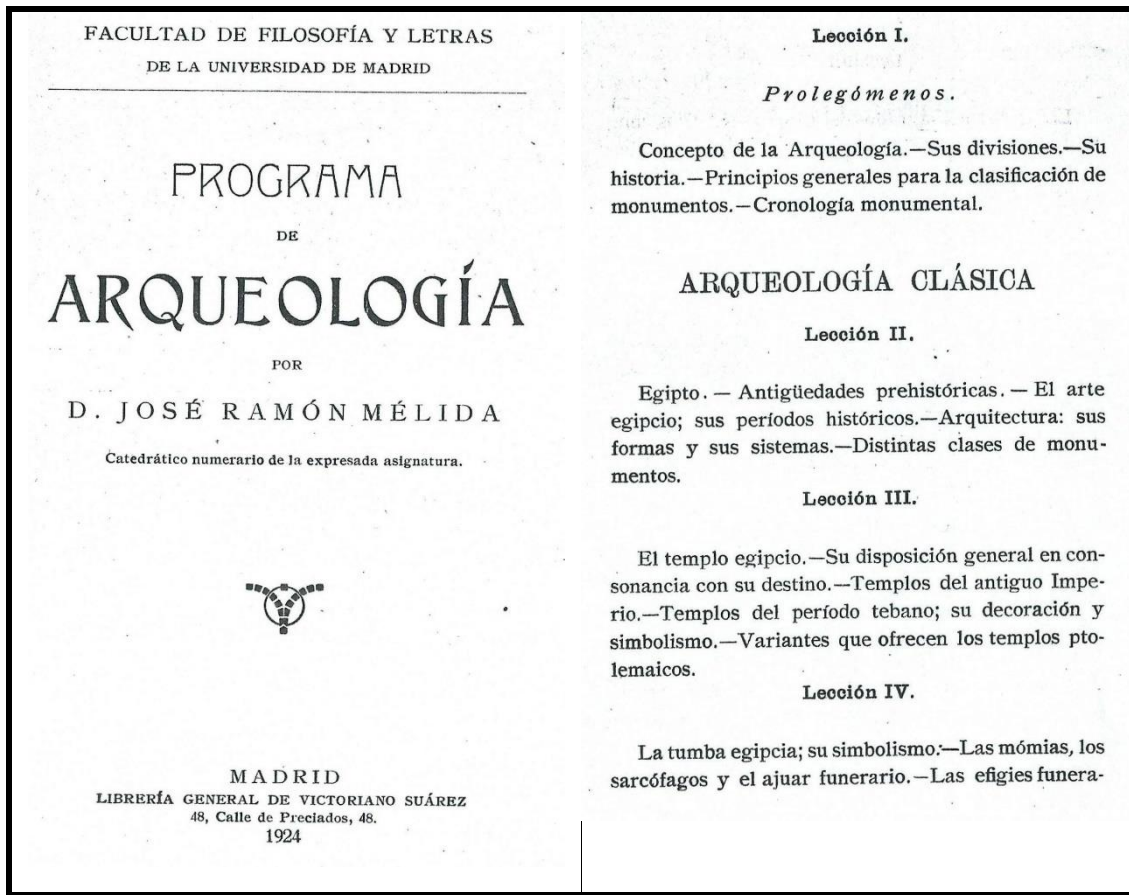 FACULTAD DE FILOSOFÍA Y LETRAS
DE LA UNIVERSIDAD DE MADRID
PROGRAMA
DE
ARQUEOLOGÍA
POR
D. JOSÉ RAMÓN MÉLIDA
Catedrático numerario de la expresada asignatura.
MADRID
LIBRERÍA GENERAL DE VICTORIANO SUÁREZ
48, Calle de Preciados, 48.
1924
Lección I.
Prolegómenos.
Concepto de la Arqueología.—Sus divisiones.—Su
historia.—Principios generales para la clasificación de
monumentos.—Cronología monumental.
ARQUEOLOGÍA CLÁSICA
Lección II.
Egipto. — Antigüedades prehistóricas. — El arte
egipcio; sus períodos históricos.—Arquitectura: sus
formas y sus sistemas.—Distintas clases de monu-
mentos.
Lección III.
El templo egipcio.—Su disposición general en con-
sonancia con su destino.—Templos del antiguo Impe-
rio.—Templos del período tebano; su decoración y
simbolismo.—Variantes que ofrecen los templos pto-
lemaicos.
Lección IV.
La tumba egipcia; su simbolismo.—Las mómias, los
sarcófagos y el ajuar funerario.—Las efigies funera-